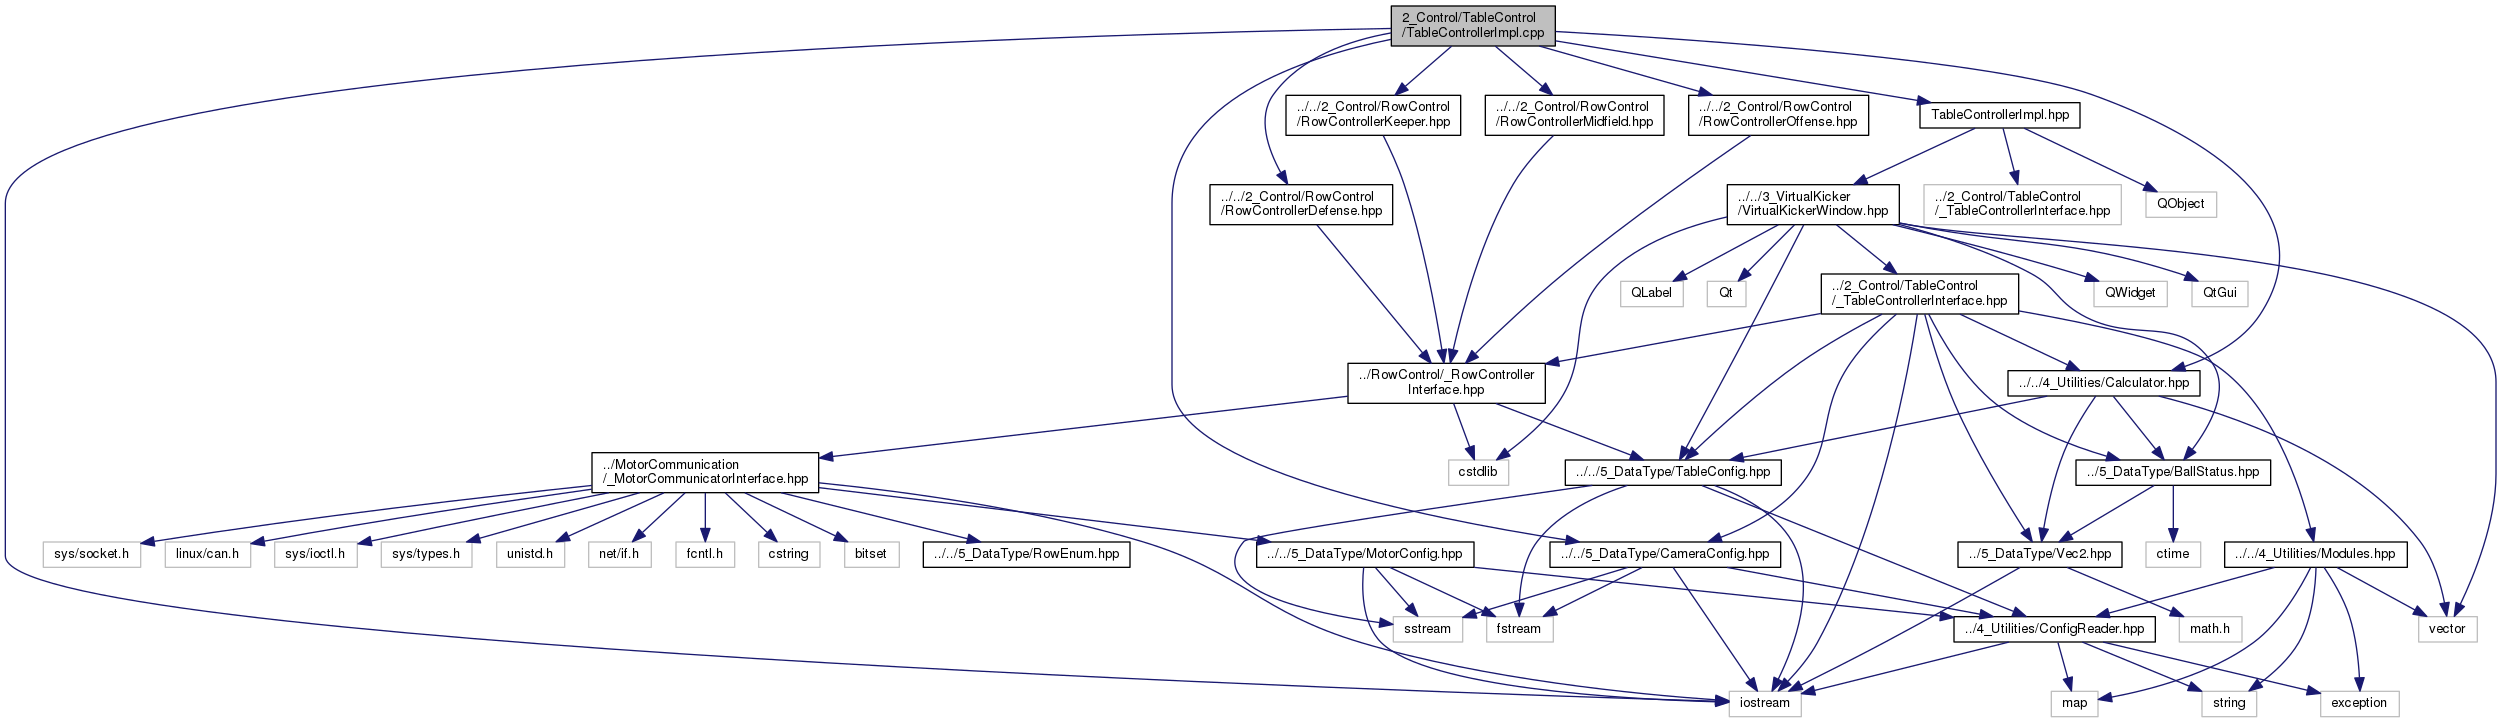 2_Control/TableControl
/TableControllerImpl.cpp
../../2_Control/RowControl
/RowControllerKeeper.hpp
../../2_Control/RowControl
/RowControllerMidfield.hpp
../../2_Control/RowControl
/RowControllerOffense.hpp
TableControllerImpl.hpp
../../2_Control/RowControl
/RowControllerDefense.hpp
../../3_VirtualKicker
/VirtualKickerWindow.hpp
../2_Control/TableControl
/_TableControllerInterface.hpp
QObject
QLabel
Qt
../2_Control/TableControl
/_TableControllerInterface.hpp
QWidget
QtGui
../RowControl/_RowController
Interface.hpp
../../4_Utilities/Calculator.hpp
../MotorCommunication
/_MotorCommunicatorInterface.hpp
cstdlib
../../5_DataType/TableConfig.hpp
../5_DataType/BallStatus.hpp
sys/socket.h
linux/can.h
sys/ioctl.h
sys/types.h
unistd.h
net/if.h
fcntl.h
cstring
bitset
../../5_DataType/RowEnum.hpp
../../5_DataType/MotorConfig.hpp
../../5_DataType/CameraConfig.hpp
../5_DataType/Vec2.hpp
ctime
../../4_Utilities/Modules.hpp
sstream
fstream
../4_Utilities/ConfigReader.hpp
math.h
vector
iostream
map
string
exception